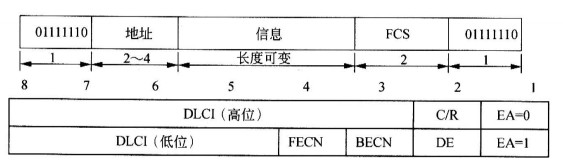 01111110 地址 信息 FCS 01111110
1 2～4 长度可变 2 1
8 7 6 5 4 3 2 1
DLCI（高位） C/R EA=0
DLCI（低位） FECN BECN DE EA=1